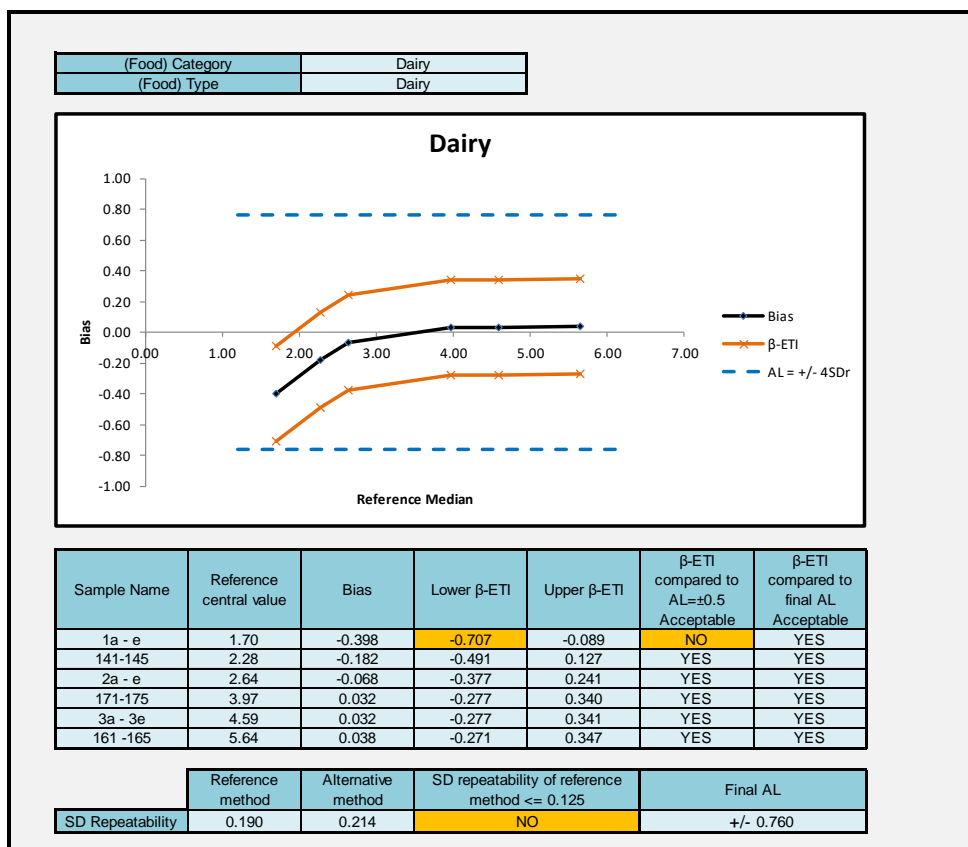 (Food) Category Dairy
(Food) Type Dairy
Dairy
1.00
0.80
0.60
0.40
0.20
0.00
-0.20
-0.40
-0.60
-0.80
-1.00
Bias
0.00 1.00 2.00 3.00 4.00 5.00 6.00 7.00
Reference Median
Bias
β-ETI
AL = +/- 4SDr
Sample Name Reference central value Bias Lower β-ETI Upper β-ETI β-ETI compared to AL=±0.5 Acceptable β-ETI compared to final AL Acceptable
1a - e 1.70 -0.398 -0.707 -0.089 NO YES
141-145 2.28 -0.182 -0.491 0.127 YES YES
2a - e 2.64 -0.068 -0.377 0.241 YES YES
171-175 3.97 0.032 -0.277 0.340 YES YES
3a - 3e 4.59 0.032 -0.277 0.341 YES YES
161 -165 5.64 0.038 -0.271 0.347 YES YES
Reference method Alternative method SD repeatability of reference method <= 0.125 Final AL
SD Repeatability 0.190 0.214 NO +/- 0.760